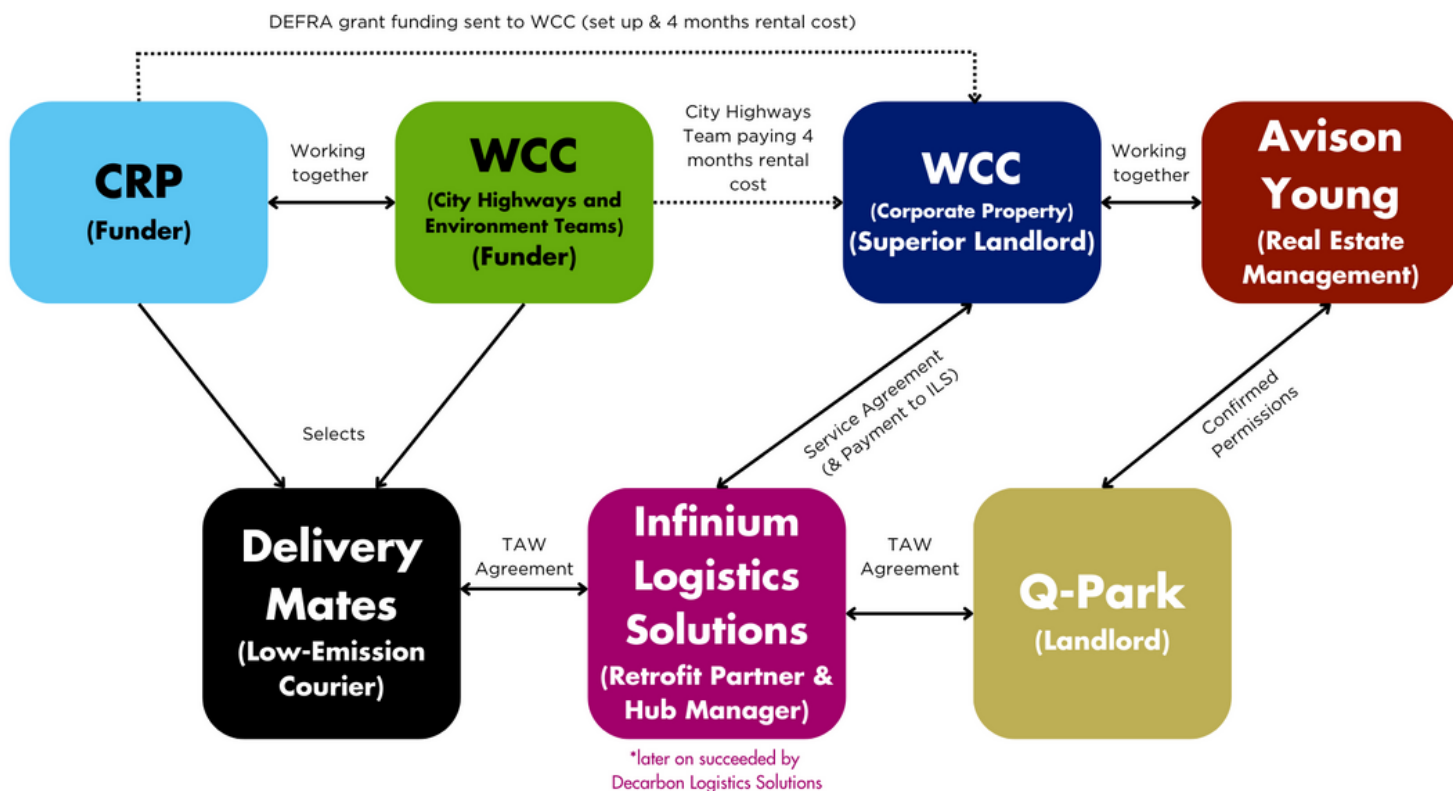 DEFRA grant funding sent to WCC (set up & 4 months rental cost)
CRP
(Funder)
Working
together
WCC
(City Highways and
Environment Teams)
(Funder)
City Highways
Team paying 4
months rental
cost
WCC
(Corporate Property)
(Superior Landlord)
Working
together
Avison
Young
(Real Estate
Management)
Selects
Service Agreement
(& Payment to ILS)
Confirmed
Permissions
Delivery
Mates
(Low-Emission
Courier)
TAW
Agreement
Infinium
Logistics
Solutions
(Retrofit Partner &
Hub Manager)
TAW
Agreement
Q-Park
(Landlord)
*later on succeeded by
Decarbon Logistics Solutions